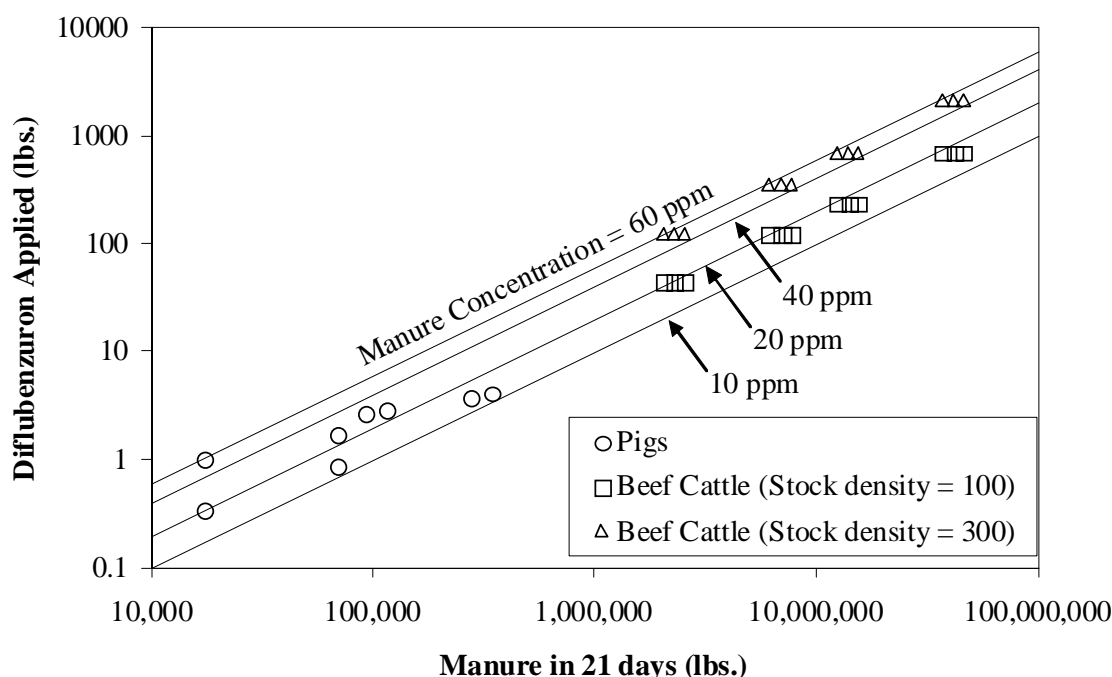 10000
1000
100
10
1
0.1
Diflubenzuron Applied (lbs.)
Manure Concentration = 60 ppm
40 ppm
20 ppm
10 ppm
Pigs
Beef Cattle (Stock density = 100)
Beef Cattle (Stock density = 300)
10,000 100,000 1,000,000 10,000,000 100,000,000
Manure in 21 days (lbs.)